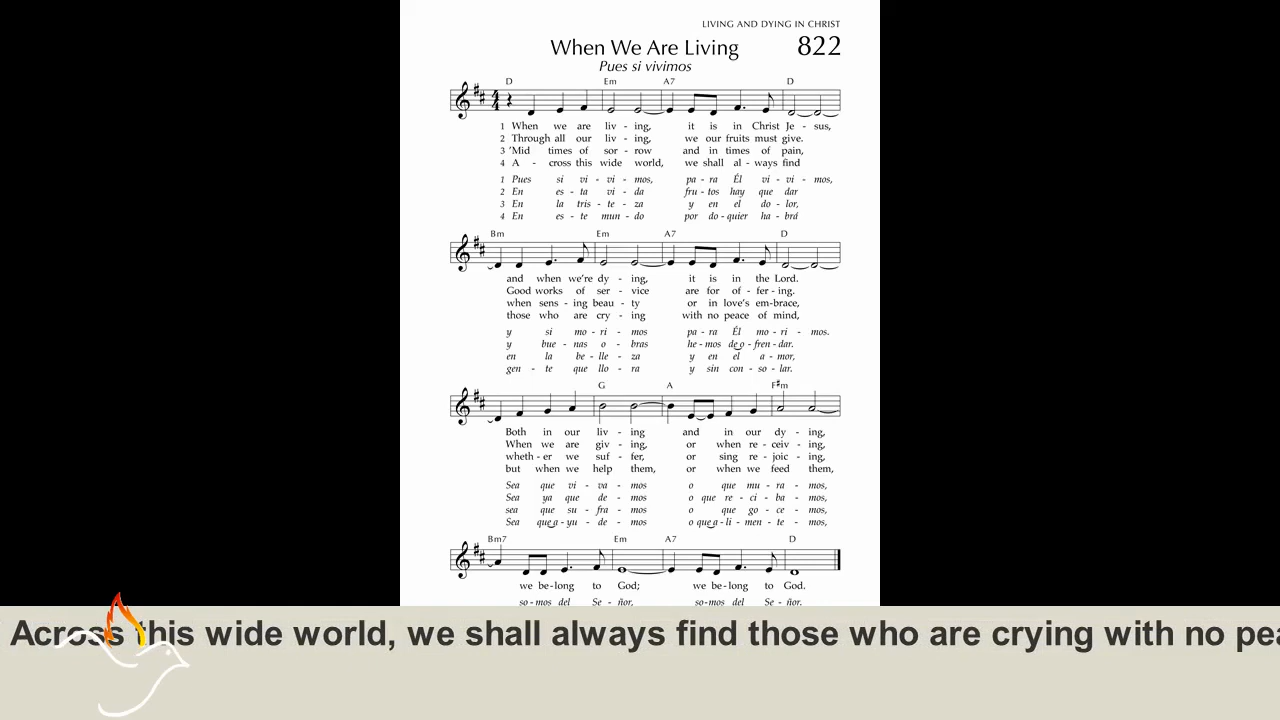 LIVING AND DYING IN CHRIST
When We Are Living 822
Pues si vivimos
D Em A7 D
1 When we are liv - ing, it is in Christ Je - sus,
2 Through all our liv - ing, we our fruits must give.
3 ’Mid times of sor - row and in times of pain,
4 A - cross this wide world, we shall al - ways find
1 Pues si vi - vi - mos, pa - ra Él vi - vi - mos,
2 En es - ta vi - da fru - tos hay que dar
3 En la tris - te - za y en el do - lor,
4 En es - te mun - do por do - quier ha - brá
Bm Em A7 D
and when we’re dy - ing, it is in the Lord.
Good works of ser - vice are for of - fer - ing.
when sens - ing beau - ty or in love’s em - brace,
those who are cry - ing with no peace of mind,
y si mo - ri - mos pa - ra Él mo - ri - mos.
y bue - nas o - bras he - mos de o - fren - dar.
en la be - lle - za y en el a - mor,
gen - te que llo - ra y sin con - so - lar.
G A F#m
Both in our liv - ing and in our dy - ing,
When we are giv - ing, or when re - ceiv - ing,
wheth - er we suf - fer, or sing re - joic - ing,
but when we help them, or when we feed them,
Sea que vi - va - mos o que mu - ra - mos,
Sea ya que de - mos o que re - ci - ba - mos,
sea que su - fra - mos o que go - ce - mos,
Sea que a - yu - de - mos o que a - li - men - te - mos,
Bm7 Em A7 D
we be - long to God; we be - long to God.
so - mos del Se - ñor, so - mos del Se - ñor.
Across this wide world, we shall always find those who are crying with no pea